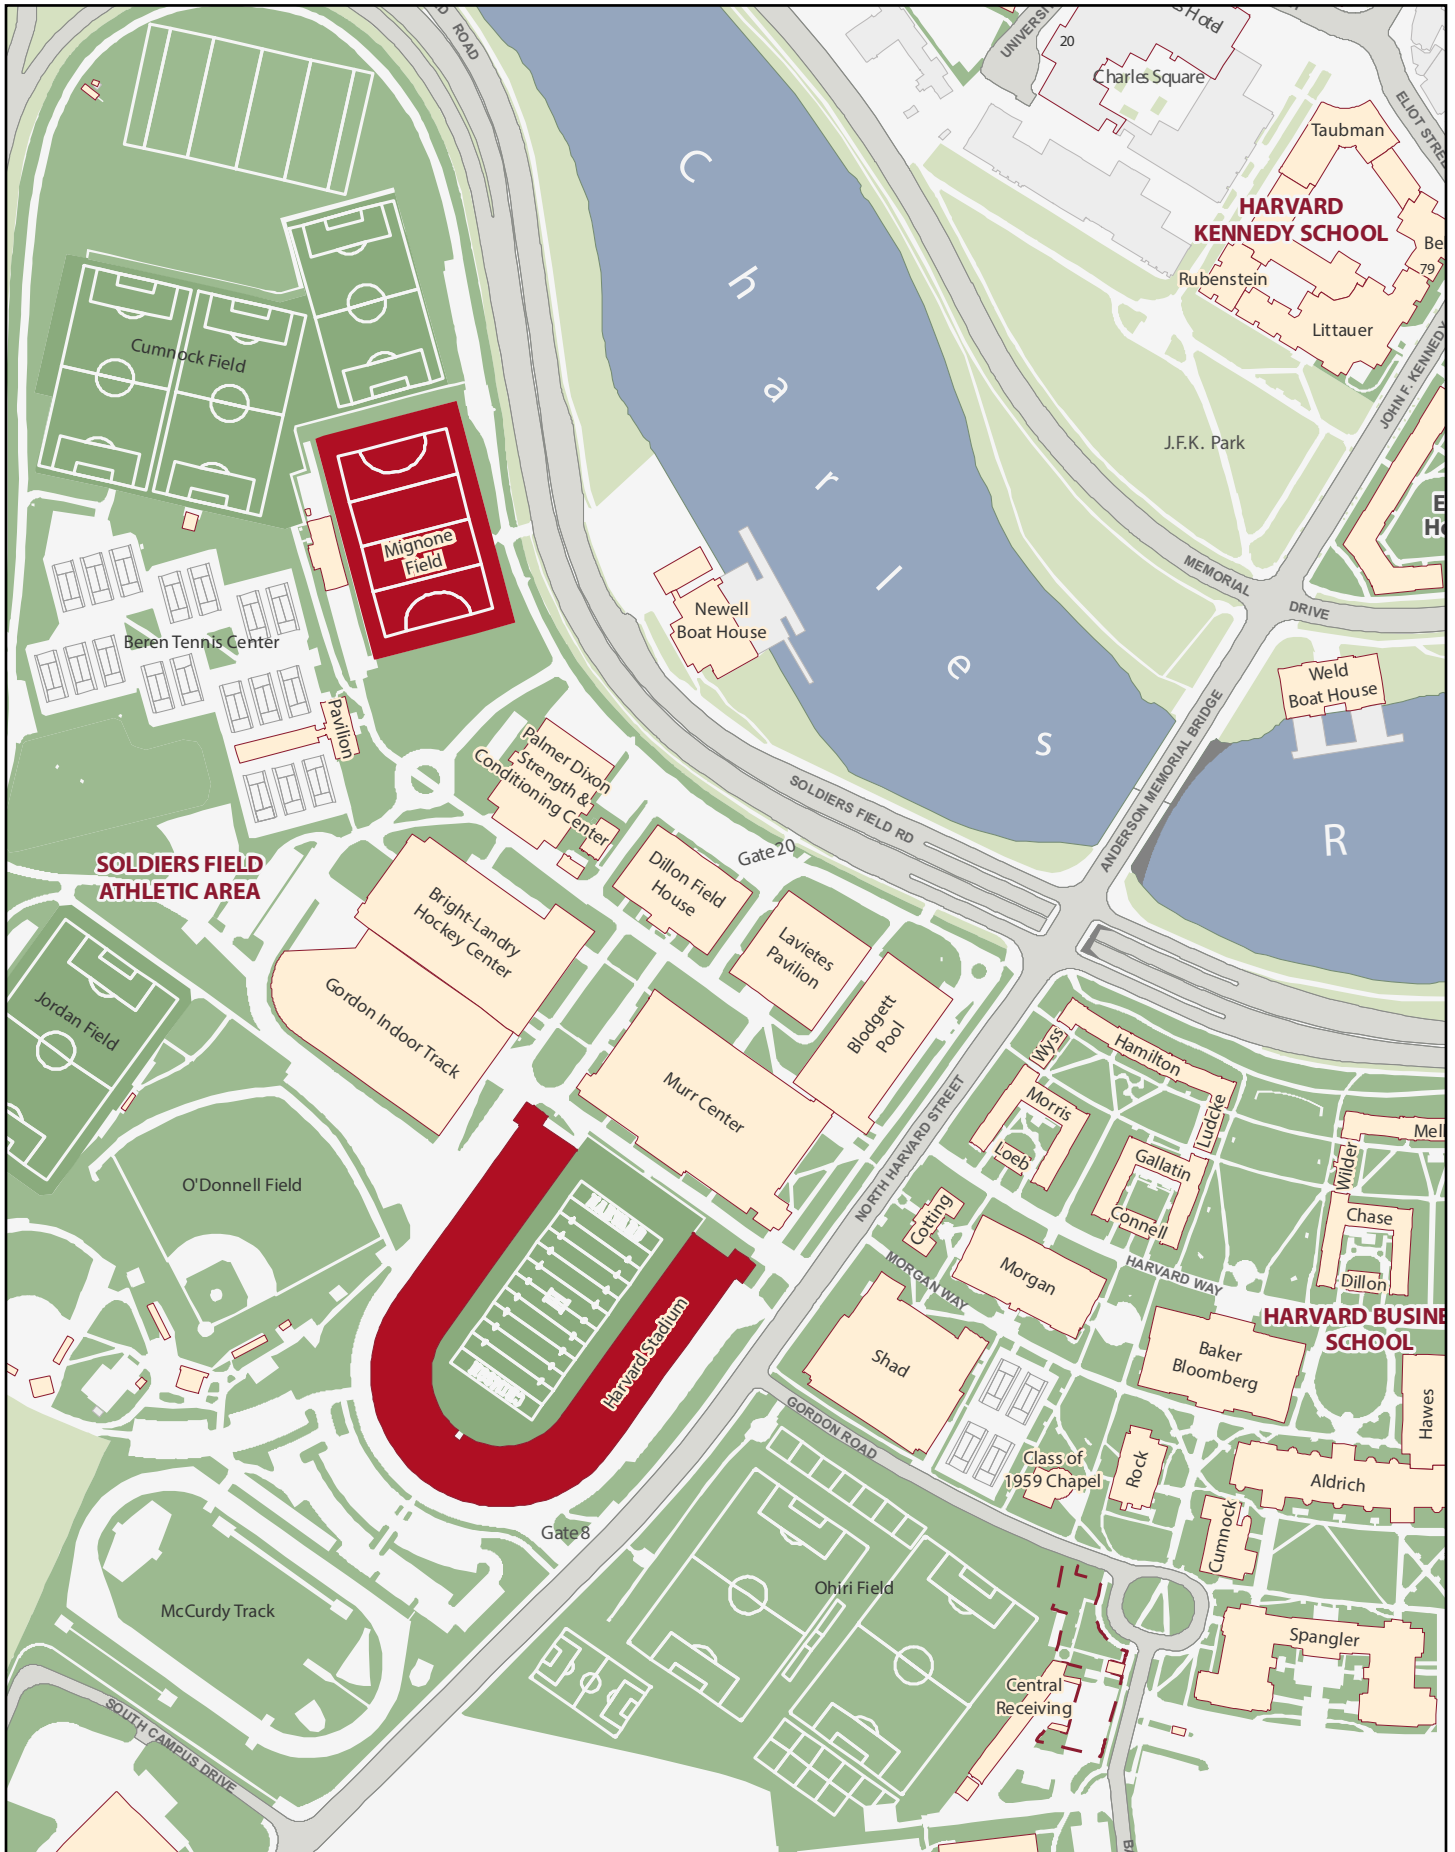 ROAD
UNIVERSI
20
s Hotel
Charles Square
ELIOT STREE
Taubman
HARVARD
KENNEDY SCHOOL
Be
79
Rubenstein
Littauer
JOHN F. KENNEDY
J.F.K. Park
C
h
a
r
l
e
s
R
Cumnock Field
Mignone
Field
Beren Tennis Center
Pavilion
Newell
Boat House
MEMORIAL
DRIVE
Weld
Boat House
ANDERSON MEMORIAL BRIDGE
E
Ho
Palmer Dixon
Strength &
Conditioning Center
SOLDIERS FIELD RD
Gate 20
SOLDIERS FIELD
ATHLETIC AREA
Dillon Field
House
Bright-Landry
Hockey Center
Lavietes
Pavilion
Gordon Indoor Track
Blodgett
Pool
Jordan Field
Murr Center
NORTH HARVARD STREET
Wyss
Hamilton
Morris
Ludcke
Loeb
Gallatin
Connell
Mell
Wilder
Chase
Dillon
O'Donnell Field
Cotting
MORGAN WAY
Morgan
HARVARD WAY
HARVARD BUSINE
SCHOOL
Harvard Stadium
Shad
Baker
Bloomberg
Hawes
GORDON ROAD
Class of
1959 Chapel
Rock
Aldrich
Cumnock
Gate 8
Ohiri Field
McCurdy Track
Spangler
Central
Receiving
SOUTH CAMPUS DRIVE